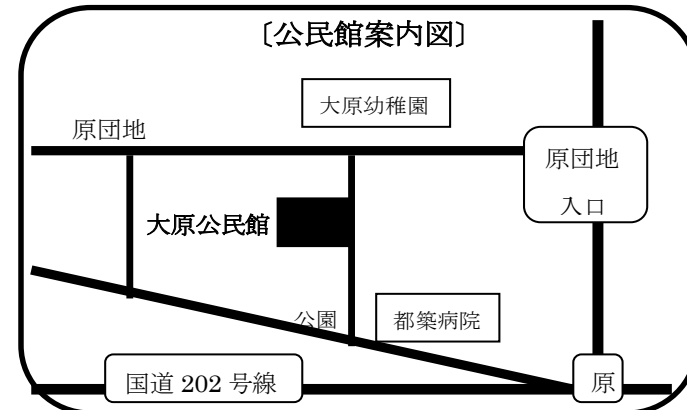 〔公民館案内図〕
大原幼稚園
原団地
原団地
入口
大原公民館
公園
都築病院
国道 202 号線
原